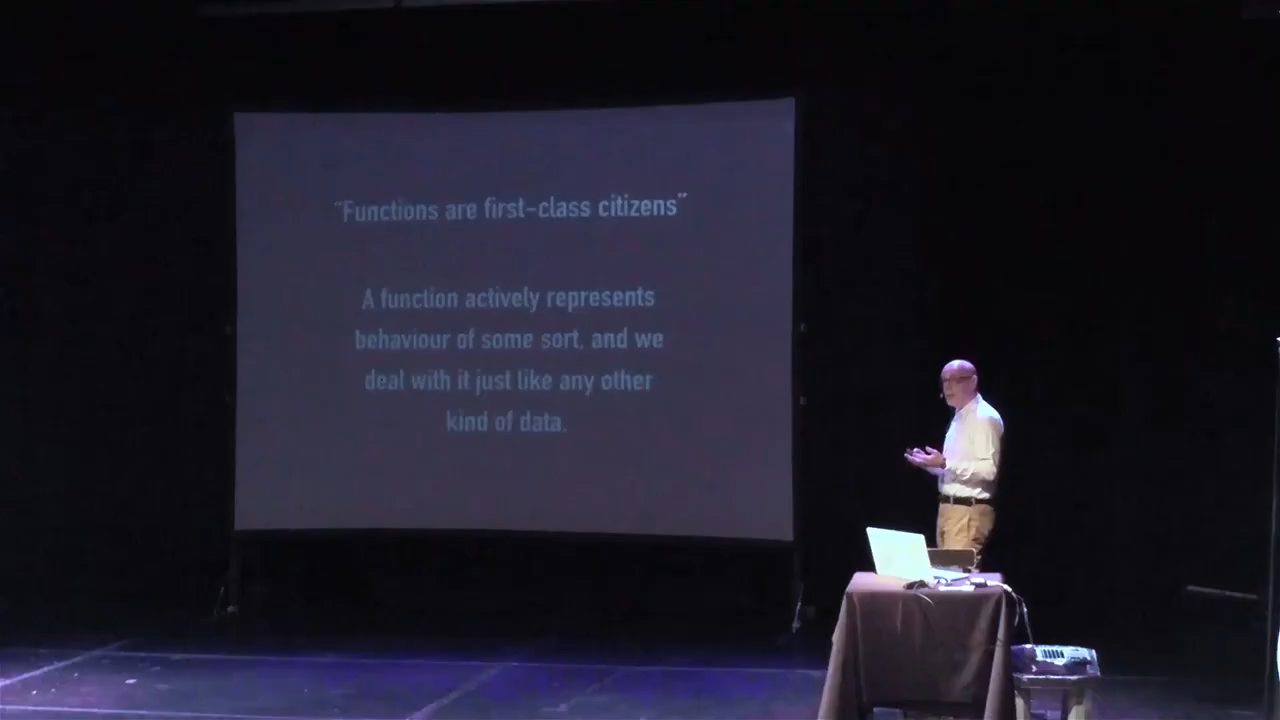 “Functions are first-class citizens”
A function actively represents
behaviour of some sort, and we
deal with it just like any other
kind of data.